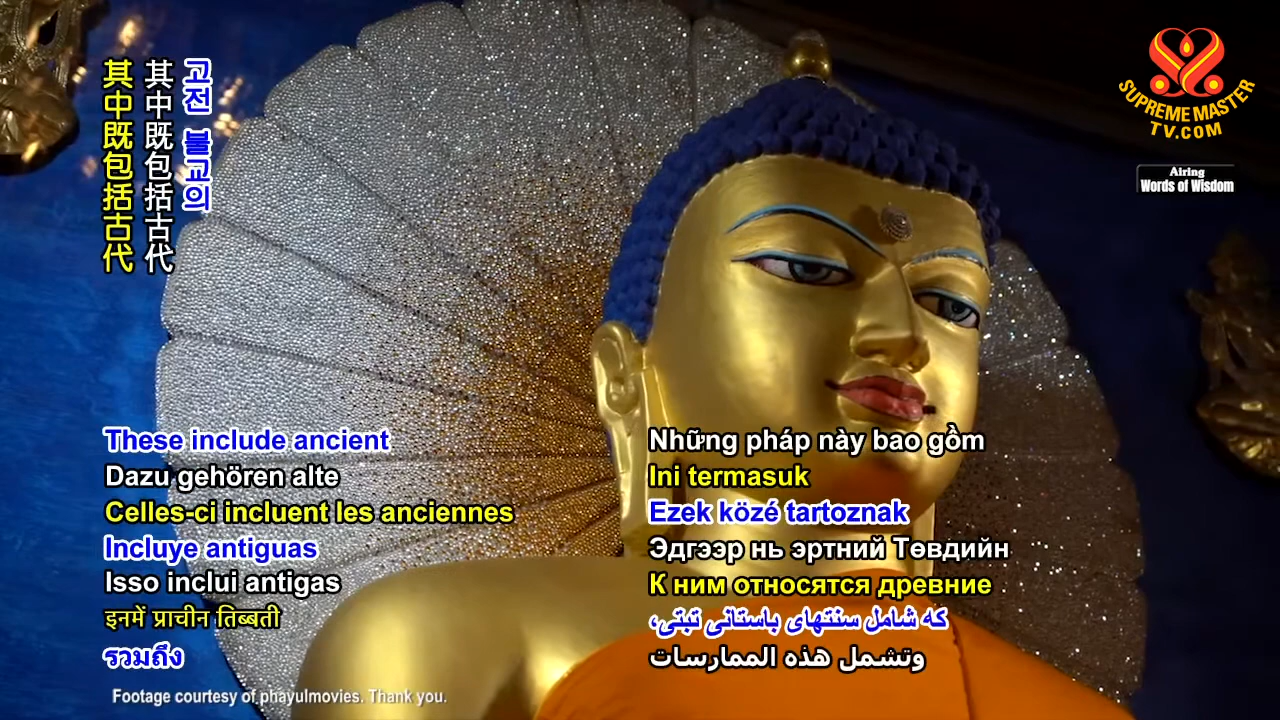 고전 불교의
其中既包括古代
其中既包括古代
SUPREME MASTER
TV.COM
Airing
Words of Wisdom
These include ancient
Dazu gehören alte
Celles-ci incluent les anciennes
Incluye antiguas
Isso inclui antigas
इनमें प्राचीन तिब्बती
รวมถึง
Những pháp này bao gồm
Ini termasuk
Ezek közé tartoznak
Эдгээр нь эртний Төвдийн
К ним относятся древние
که شامل سنتهای باستانی تبتی،
وتشمل هذه الممارسات
Footage courtesy of phayulmovies. Thank you.